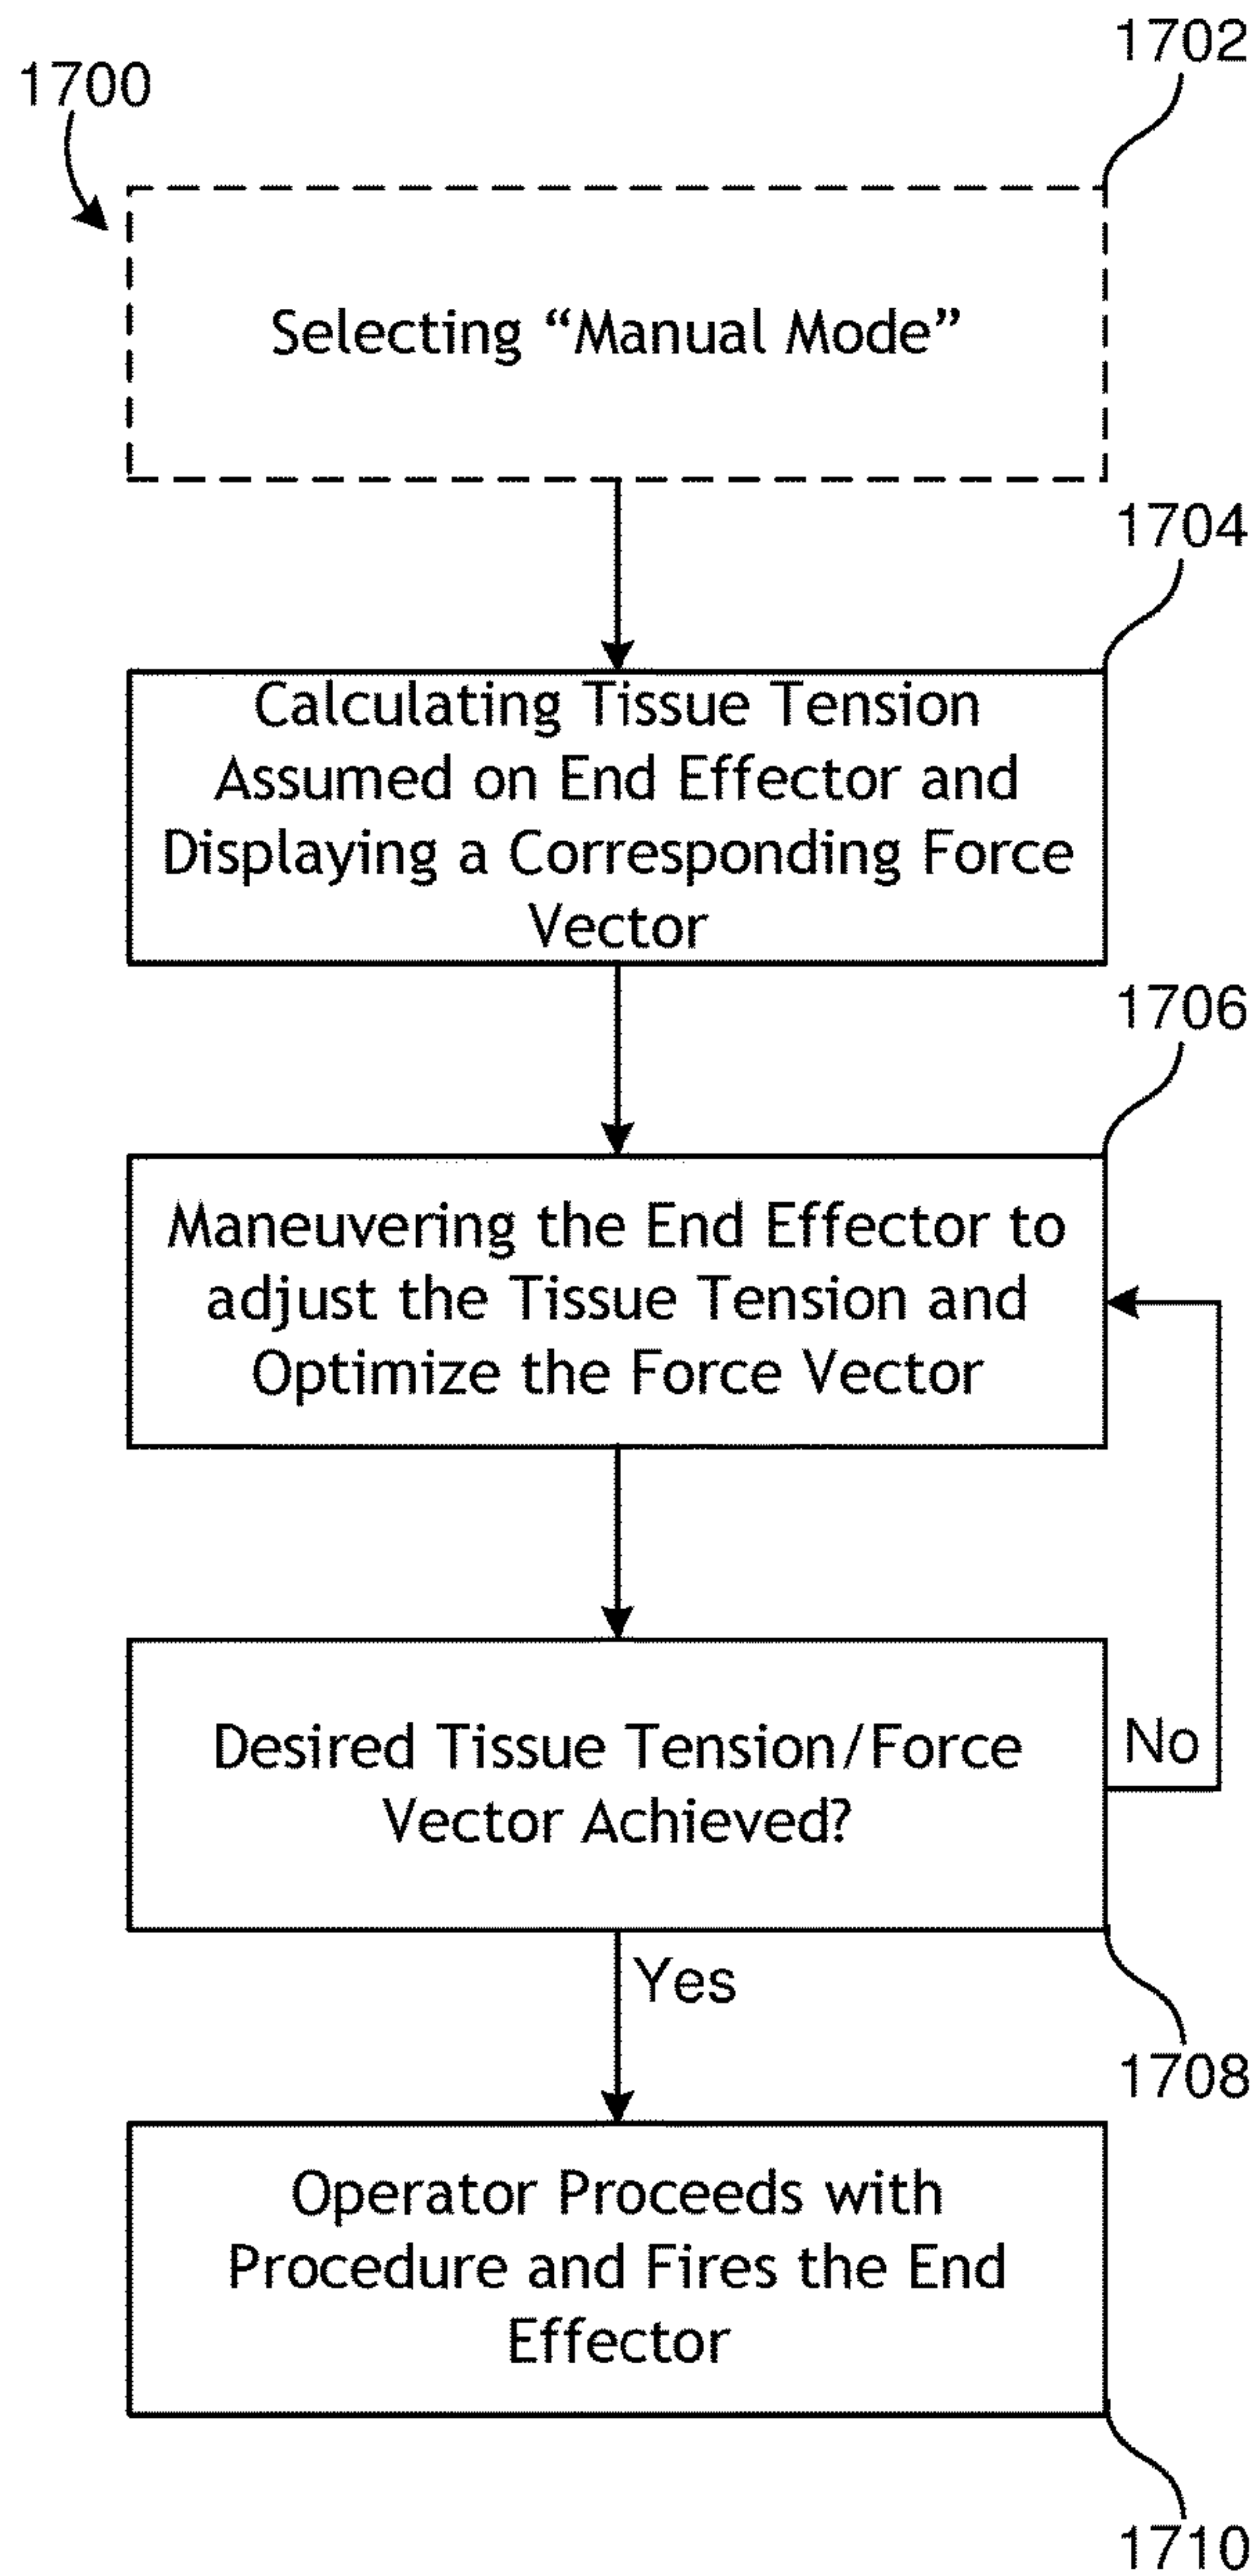 1702
1700
Selecting “Manual Mode”
1704
Calculating Tissue Tension
Assumed on End Effector and
Displaying a Corresponding Force
Vector
1706
Maneuvering the End Effector to
adjust the Tissue Tension and
Optimize the Force Vector
Desired Tissue Tension/Force
Vector Achieved?
No
Yes
1708
Operator Proceeds with
Procedure and Fires the End
Effector
1710